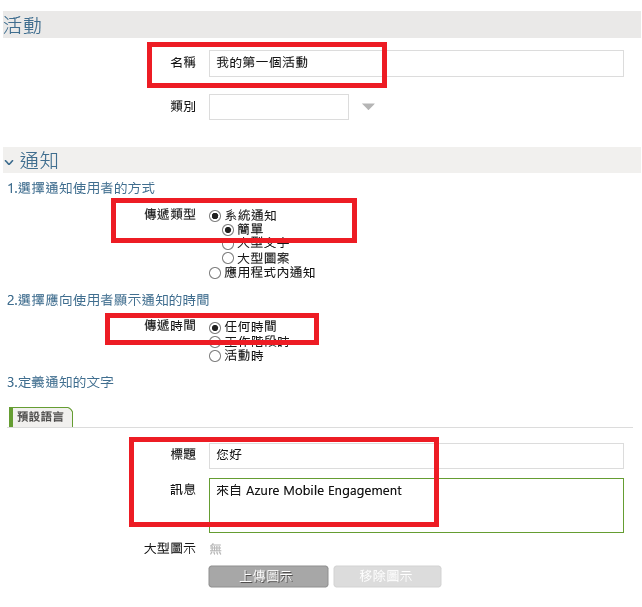 活動
名稱 我的第一個活動
類別
通知
1.選擇通知使用者的方式
傳遞類型 系統通知
簡單
大型文字
大型圖案
應用程式內通知
2.選擇應向使用者顯示通知的時間
傳遞時間 任何時間
工作階段時
活動時
3.定義通知的文字
預設語言
標題 您好
訊息 來自 Azure Mobile Engagement
大型圖示 無
上傳圖示 移除圖示